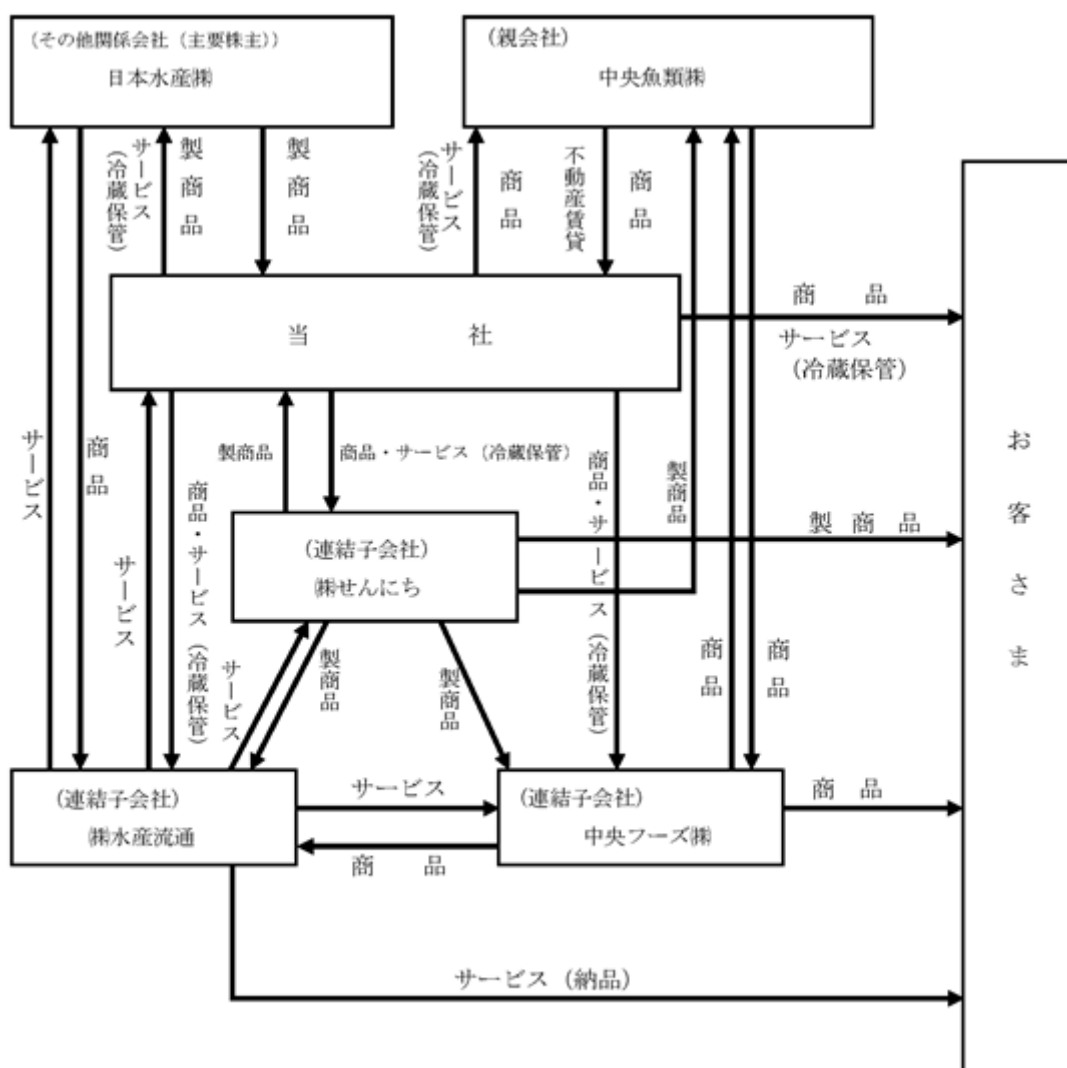 (その他関係会社(主要株主))
日本水産㈱
(親会社)
中央魚類㈱
サービス
(冷蔵保管)
製商品
製商品
サービス
(冷蔵保管)
商品
不動産賃貸
商品
当社
商品
サービス
(冷蔵保管)
サービス
商品
サービス
商品・サービス(冷蔵保管)
製商品
商品・サービス(冷蔵保管)
商品・サービス(冷蔵保管)
製商品
(連結子会社)
㈱せんにち
製商品
お客さま
サービス
製商品
製商品
商品
商品
(連結子会社)
㈱水産流通
サービス
商品
(連結子会社)
中央フーズ㈱
商品
サービス(納品)